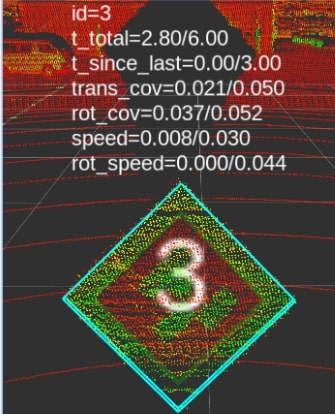 id=3
t_total=2.80/6.00
t_since_last=0.00/3.00
trans_cov=0.021/0.050
rot_cov=0.037/0.052
speed=0.008/0.030
rot_speed=0.000/0.044
3